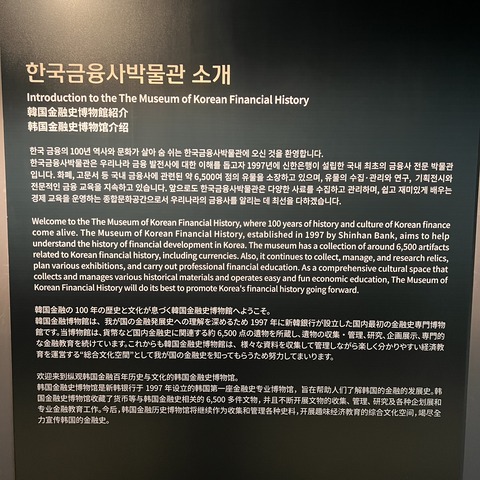 한국금융사박물관 소개
Introduction to the The Museum of Korean Financial History
韓国金融史博物館紹介
韩国金融史博物馆介绍
한국 금융의 100년 역사와 문화가 살아 숨 쉬는 한국금융사박물관에 오신 것을 환영합니다.
한국금융사박물관은 우리나라 금융 발전사에 대한 이해를 돕고자 1997년에 신한은행이 설립한 국내 최초의 금융사 전문 박물관
입니다. 화폐, 고문서 등 국내 금융사에 관련된 약 6,500여 점의 유물을 소장하고 있으며, 유물의 수집·관리와 연구, 기획전시와
전문적인 금융 교육을 지속하고 있습니다. 앞으로도 한국금융사박물관은 다양한 사료를 수집하고 관리하며, 쉽고 재미있게 배우는
경제 교육을 운영하는 종합문화공간으로서 우리나라의 금융사를 알리는 데 최선을 다하겠습니다.
Welcome to the The Museum of Korean Financial History, where 100 years of history and culture of Korean finance
come alive. The Museum of Korean Financial History, established in 1997 by Shinhan Bank, aims to help
understand the history of financial development in Korea. The museum has a collection of around 6,500 artifacts
related to Korean financial history, including currencies. Also, it continues to collect, manage, and research relics,
plan various exhibitions, and carry out professional financial education. As a comprehensive cultural space that
collects and manages various historical materials and operates easy and fun economic education, The Museum of
Korean Financial History will do its best to promote Korea's financial history going forward.
韓国金融の 100 年の歴史と文化が息づく韓国金融史博物館へようこそ。
韓国金融史博物館は、我が国の金融発展史への理解を深めるため 1997 年に新韓銀行が設立した国内最初の金融史専門博物
館です。当博物館は、貨幣など国内金融史に関連する約 6,500 点の遺物を所蔵し、遺物の収集・管理、研究、企画展示、専門的
な金融教育を続けています。これからも韓国金融史博物館は、様々な資料を収集して管理しながら楽しく分かりやすい経済教
育を運営する“総合文化空間”として我が国の金融史を知ってもらうため努力してまいります。
欢迎来到纵观韩国金融百年历史与文化的韩国金融史博物馆。
韩国金融史博物馆是新韩银行于 1997 年设立的韩国第一座金融史专业博物馆，旨在帮助人们了解韩国的金融的发展史。韩
国金融史博物馆收藏了货币等与韩国金融史相关的 6,500 多件文物，并且不断开展文物的收集、管理、研究及各种企划展和
专业金融教育工作。今后，韩国金融历史博物馆将继续作为收集和管理各种史料，开展趣味经济教育的综合文化空间，竭尽全
力宣传韩国的金融史。